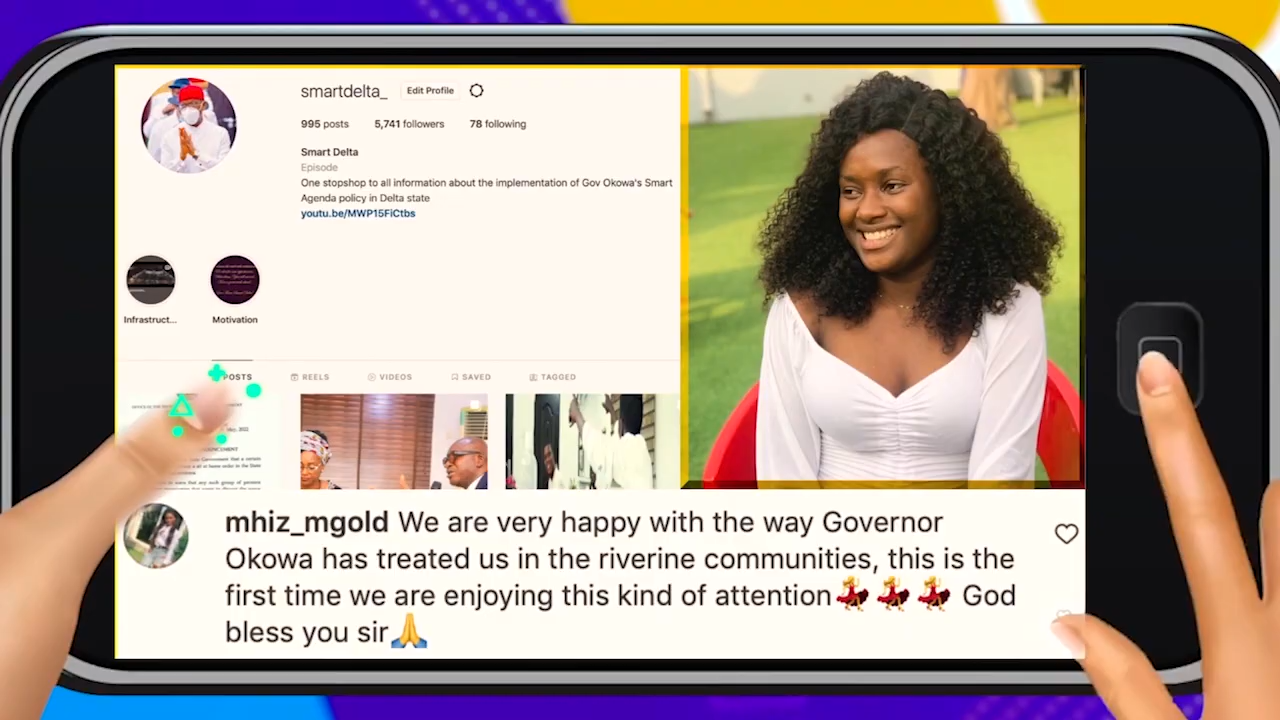 smartdelta_ Edit Profile
995 posts 5,741 followers 78 following
Smart Delta
Episode
One stopshop to all information about the implementation of Gov Okowa's Smart
Agenda policy in Delta state
youtu.be/MWP15FiCtbs
Infrastruct... Motivation
POSTS REELS VIDEOS SAVED TAGGED
mhiz_mgold We are very happy with the way Governor
Okowa has treated us in the riverine communities, this is the
first time we are enjoying this kind of attention💃💃💃 God
bless you sir🙏